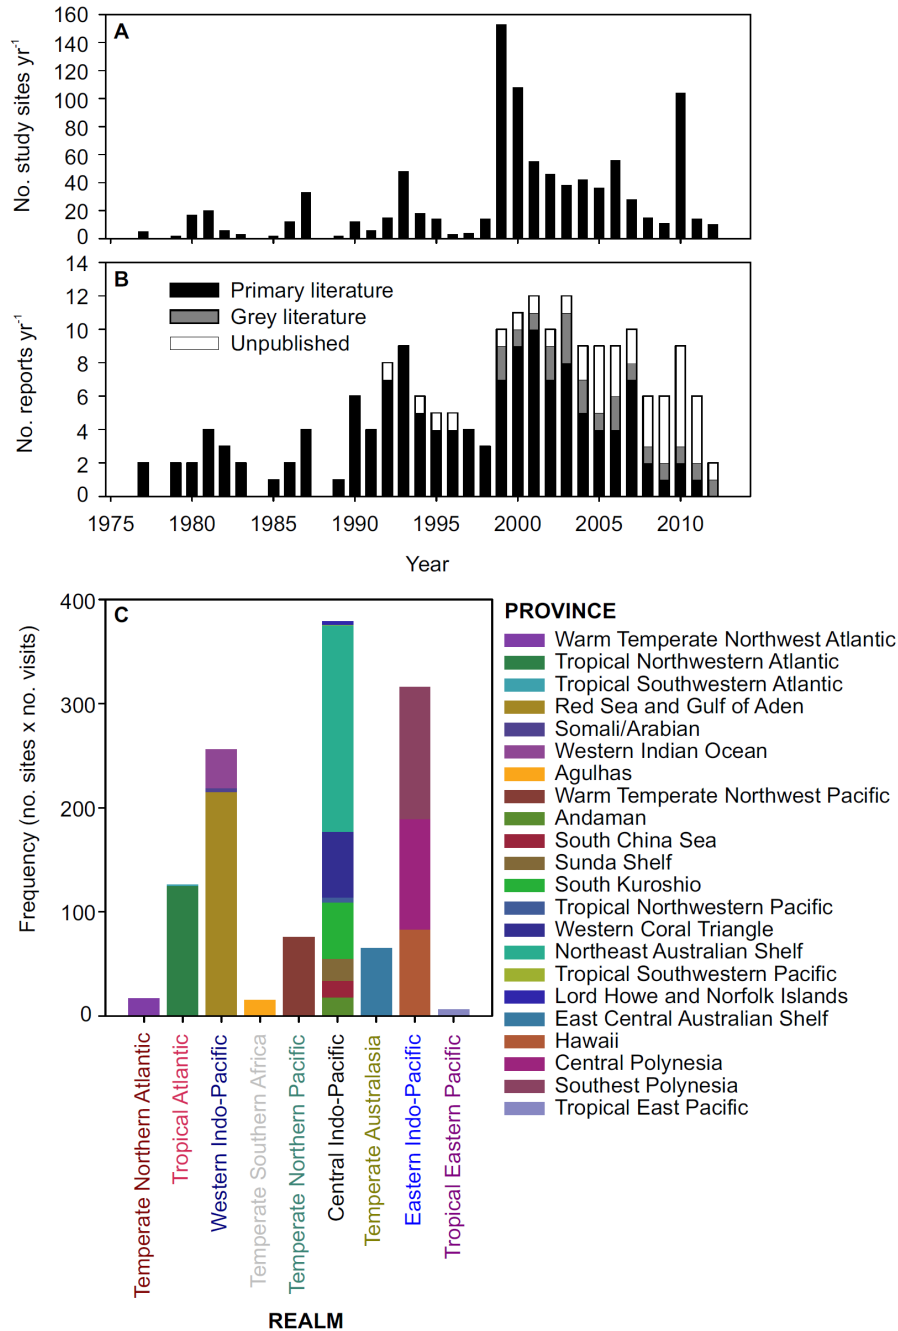 A
No. study sites yr-1
160
140
120
100
80
60
40
20
0
B
No. reports yr-1
14
12
10
8
6
4
2
0
Primary literature
Grey literature
Unpublished
1975 1980 1985 1990 1995 2000 2005 2010
Year
C
Frequency (no. sites x no. visits)
400
300
200
100
0
Temperate Northern Atlantic
Tropical Atlantic
Western Indo-Pacific
Temperate Southern Africa
Temperate Northern Pacific
Central Indo-Pacific
Temperate Australasia
Eastern Indo-Pacific
Tropical Eastern Pacific
REALM
PROVINCE
Warm Temperate Northwest Atlantic
Tropical Northwestern Atlantic
Tropical Southwestern Atlantic
Red Sea and Gulf of Aden
Somali/Arabian
Western Indian Ocean
Agulhas
Warm Temperate Northwest Pacific
Andaman
South China Sea
Sunda Shelf
South Kuroshio
Tropical Northwestern Pacific
Western Coral Triangle
Northeast Australian Shelf
Tropical Southwestern Pacific
Lord Howe and Norfolk Islands
East Central Australian Shelf
Hawaii
Central Polynesia
Southest Polynesia
Tropical East Pacific